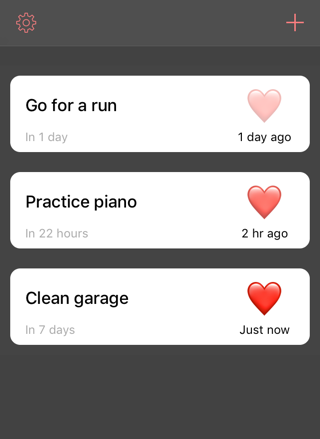 Go for a run
In 1 day
1 day ago
Practice piano
In 22 hours
2 hr ago
Clean garage
In 7 days
Just now